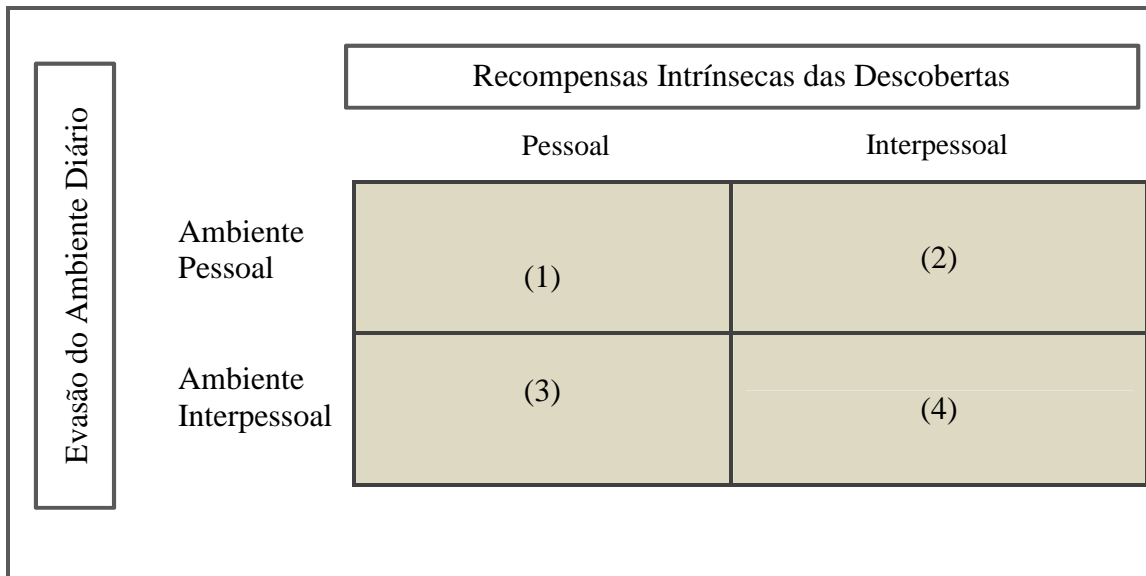 Recompensas Intrínsecas das Descobertas
Evasão do Ambiente Diário
Pessoal
Interpessoal
Ambiente
Pessoal
(1)
(2)
Ambiente
Interpessoal
(3)
(4)